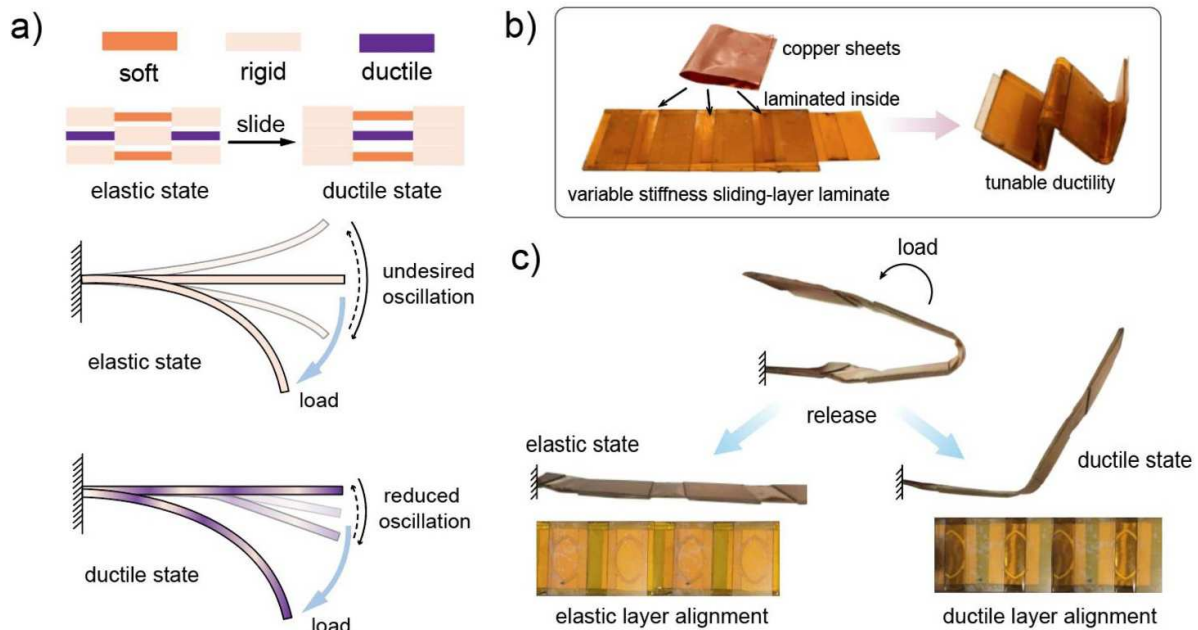 a)
soft
rigid
ductile
slide
elastic state
ductile state
undesired
oscillation
elastic state
load
reduced
oscillation
ductile state
load
b)
copper sheets
laminated inside
variable stiffness sliding-layer laminate
tunable ductility
c)
load
release
elastic state
ductile state
elastic layer alignment
ductile layer alignment